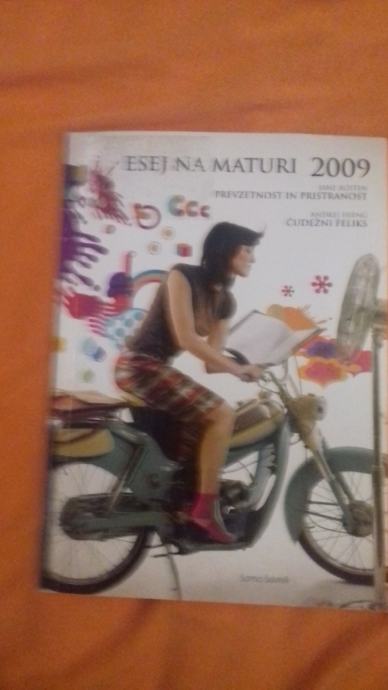 ESEJ NA MATURI 2009
JANE AUSTEN
PREVZETNOST IN PRISTRANOST
ANDREJ HIENG
ČUDEŽNI FELIKS